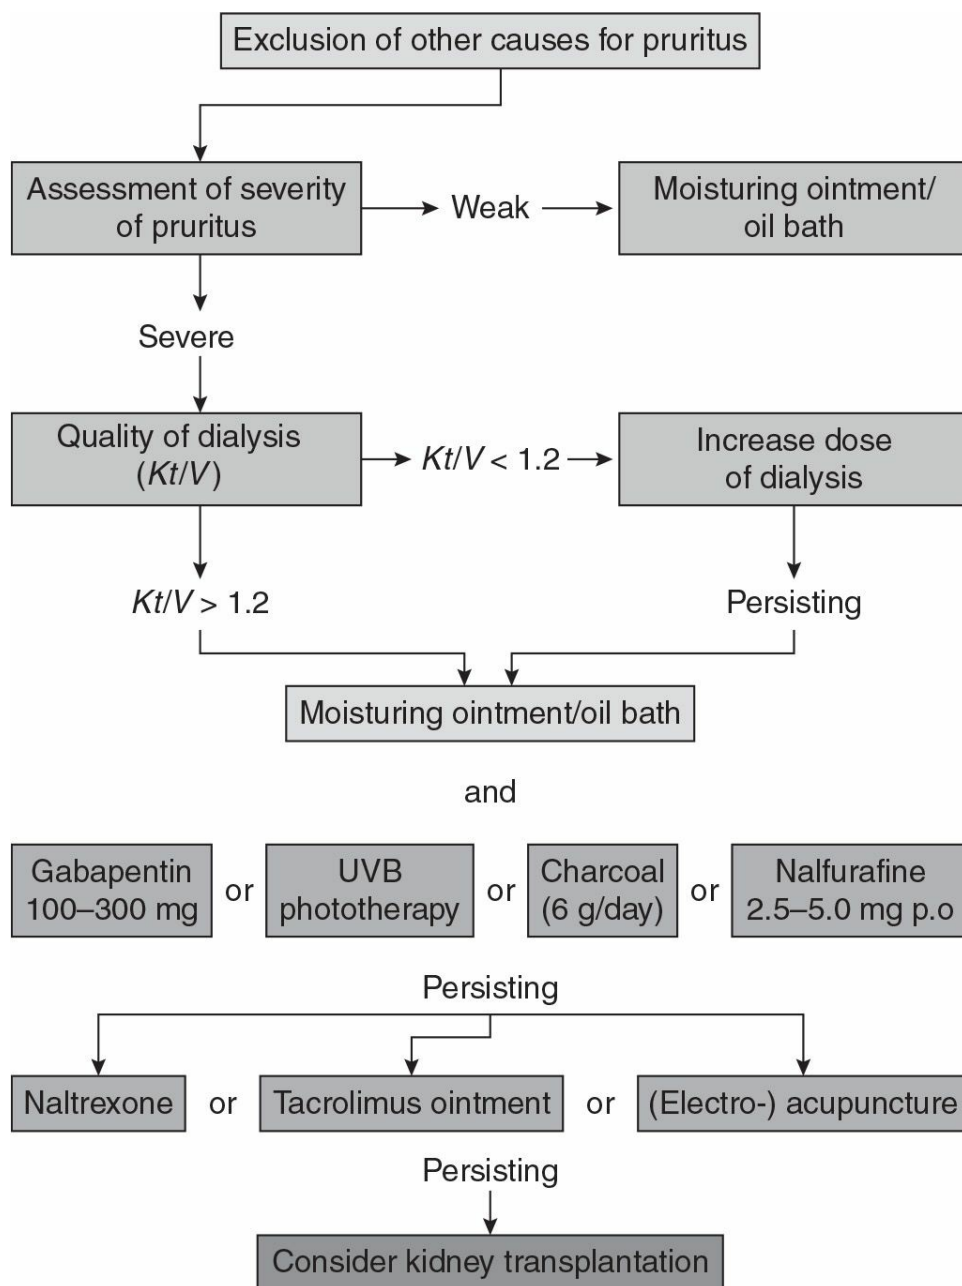 Exclusion of other causes for pruritus
Assessment of severity
of pruritus
Weak
Moisturing ointment/
oil bath
Severe
Quality of dialysis
(Kt/V)
Kt/V < 1.2
Increase dose
of dialysis
Kt/V > 1.2
Persisting
Moisturing ointment/oil bath
and
Gabapentin
100–300 mg
or
UVB
phototherapy
or
Charcoal
(6 g/day)
or
Nalfurafine
2.5–5.0 mg p.o
Persisting
Naltrexone
or
Tacrolimus ointment
or
(Electro-) acupuncture
Persisting
Consider kidney transplantation